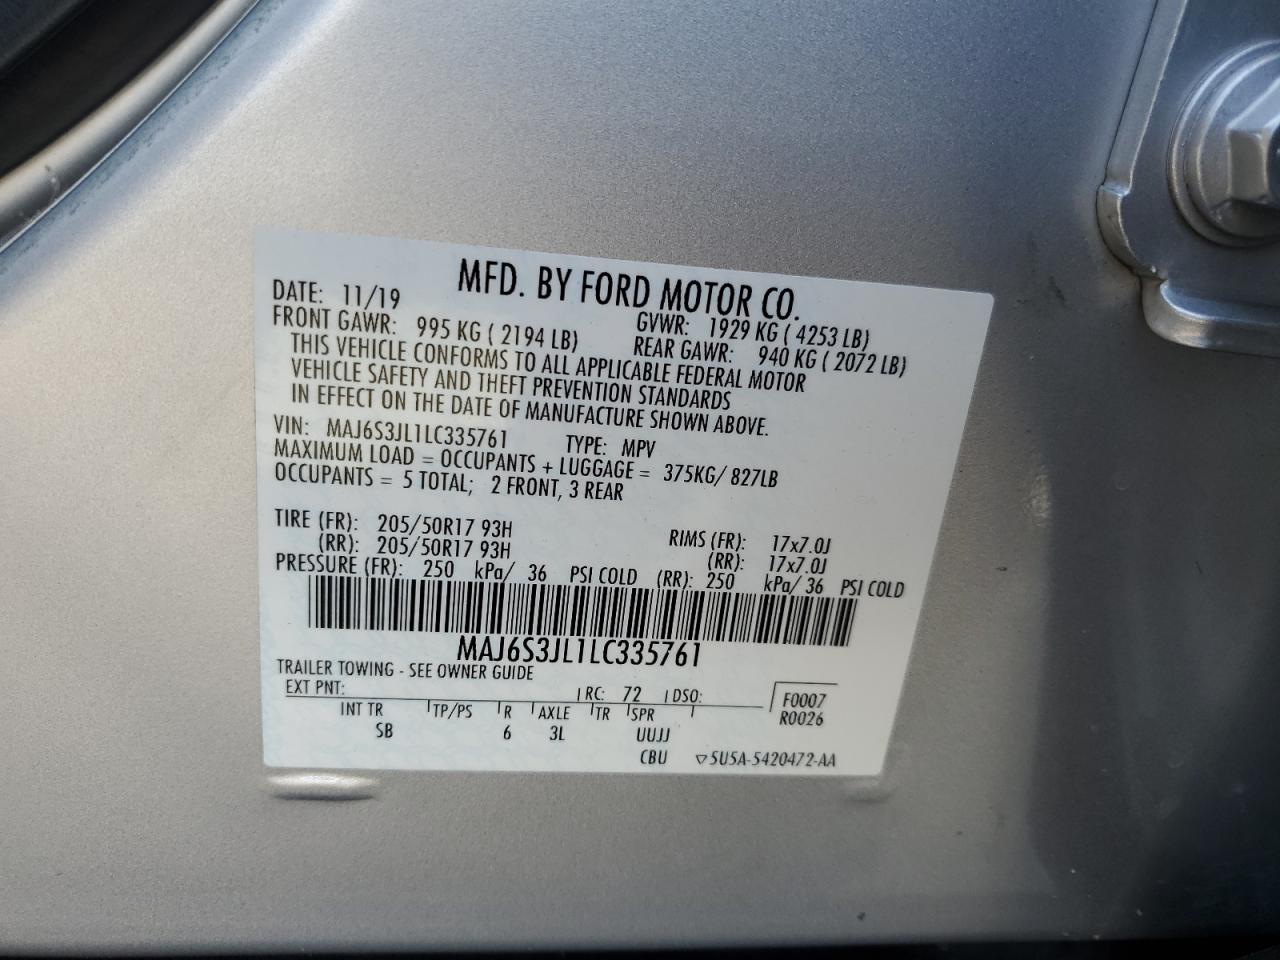 MFD. BY FORD MOTOR CO.
DATE: 11/19 GVWR: 1929 KG ( 4253 LB)
FRONT GAWR: 995 KG ( 2194 LB) REAR GAWR: 940 KG ( 2072 LB)
THIS VEHICLE CONFORMS TO ALL APPLICABLE FEDERAL MOTOR
VEHICLE SAFETY AND THEFT PREVENTION STANDARDS
IN EFFECT ON THE DATE OF MANUFACTURE SHOWN ABOVE.
VIN: MAJ6S3JL1LC335761 TYPE: MPV
MAXIMUM LOAD = OCCUPANTS + LUGGAGE = 375KG/ 827LB
OCCUPANTS = 5 TOTAL; 2 FRONT, 3 REAR
TIRE (FR): 205/50R17 93H RIMS (FR): 17x7.0J
(RR): 205/50R17 93H (RR): 17x7.0J
PRESSURE (FR): 250 kPa/ 36 PSI COLD (RR): 250 kPa/ 36 PSI COLD
MAJ6S3JL1LC335761
TRAILER TOWING - SEE OWNER GUIDE
EXT PNT: RC: 72 DSO: F0007
INT TR TP/PS R AXLE TR SPR R0026
SB 6 3L UUJJ
CBU ▽5U5A-5420472-AA